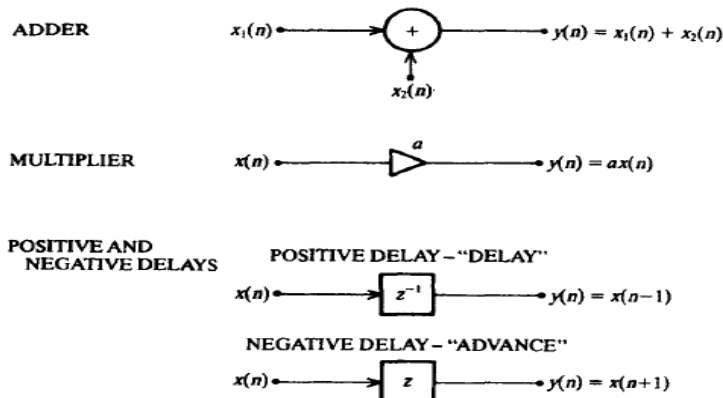 ADDER x₁(n) + y(n) = x₁(n) + x₂(n)
x₂(n)
a
MULTIPLIER x(n) y(n) = ax(n)
POSITIVE AND
NEGATIVE DELAYS
POSITIVE DELAY – “DELAY”
x(n) z⁻¹ y(n) = x(n−1)
NEGATIVE DELAY – “ADVANCE”
x(n) z y(n) = x(n+1)